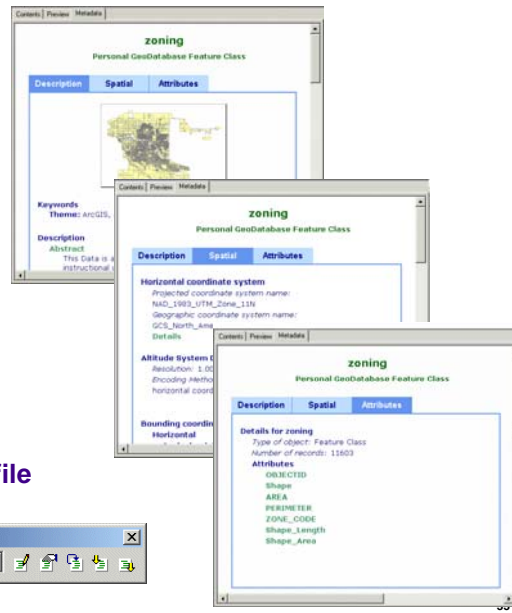 Contents Preview Metadata
zoning
Personal GeoDatabase Feature Class
Description Spatial Attributes
Keywords
Theme: ArcGIS,
Description
Abstract
This Data is a
instructional
Contents Preview Metadata
zoning
Personal GeoDatabase Feature Class
Description Spatial Attributes
Horizontal coordinate system
Projected coordinate system name:
NAD_1983_UTM_Zone_11N
Geographic coordinate system name:
GCS_North_Ame
Details
Altitude System D
Resolution: 1.00
Encoding Metho
horizontal coord
Bounding coordin
Horizontal
Contents Preview Metadata
zoning
Personal GeoDatabase Feature Class
Description Spatial Attributes
Details for zoning
Type of object: Feature Class
Number of records: 11603
Attributes
OBJECTID
Shape
AREA
PERIMETER
ZONE_CODE
Shape_Length
Shape_Area
file